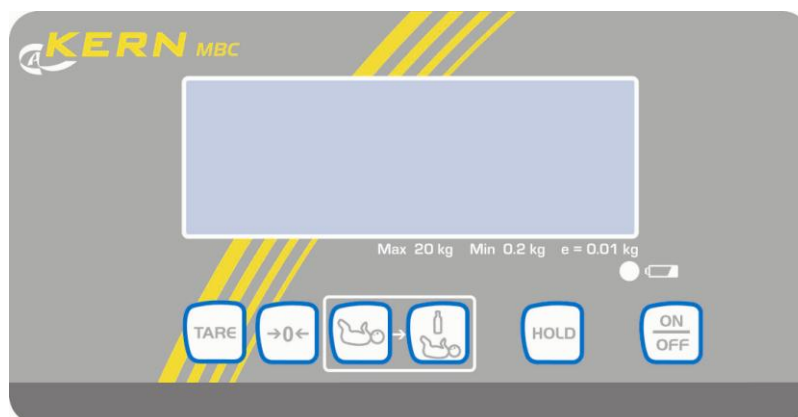 KERN MBC
Max 20 kg Min 0.2 kg e = 0.01 kg
TARE →0← → HOLD ON
OFF